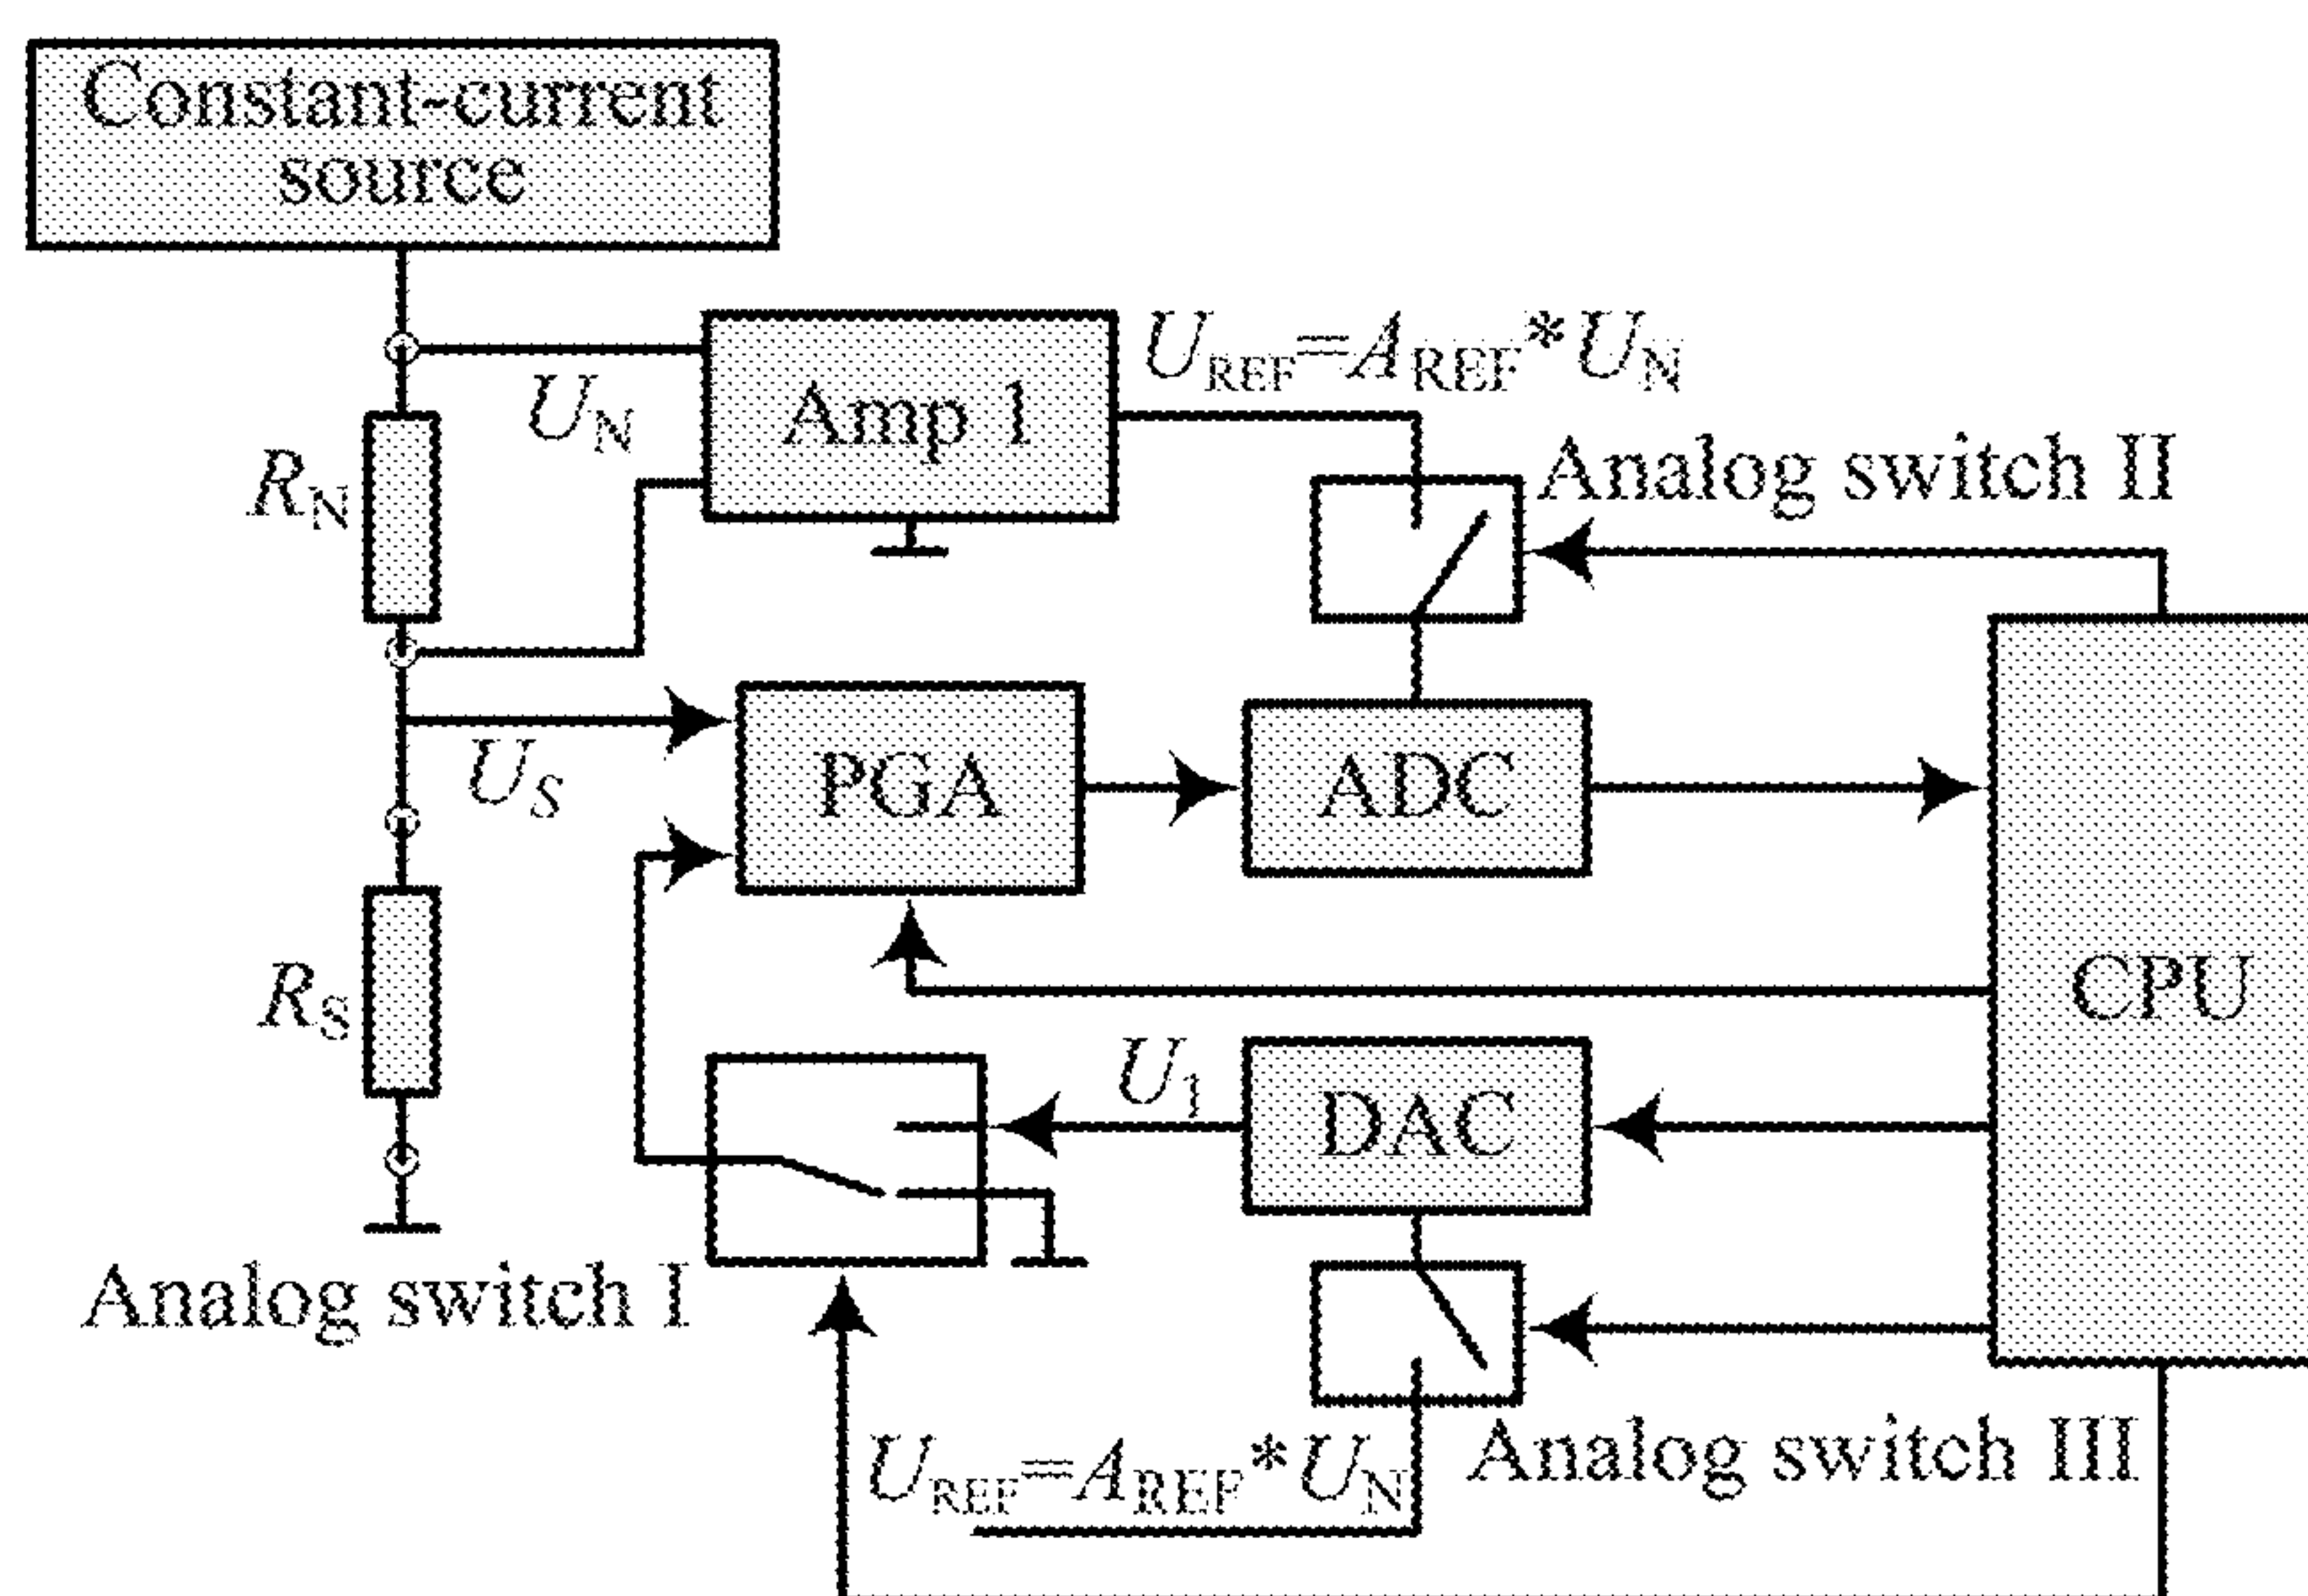 Constant-current
source
U_REF=A_REF*U_N
Amp 1
U_N
Analog switch II
R_N
PGA
ADC
U_S
CPU
R_S
U_1
DAC
Analog switch I
Analog switch III
U_REF=A_REF*U_N